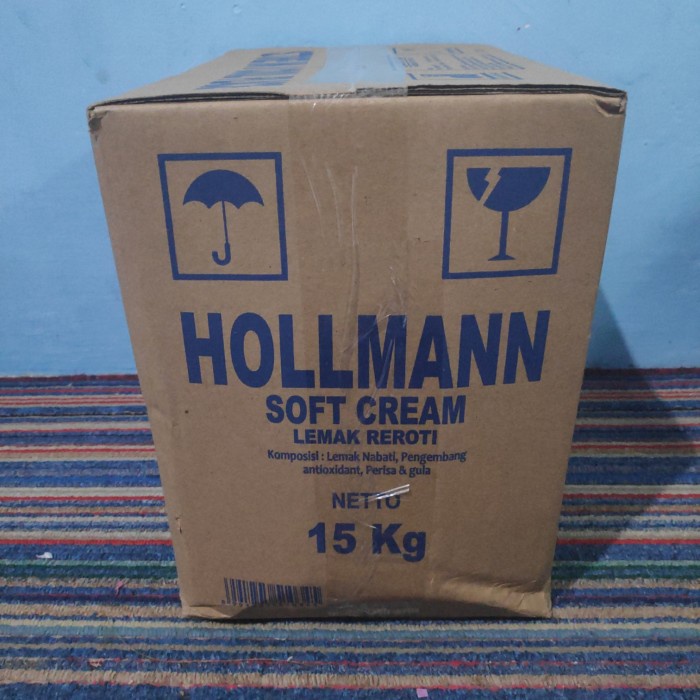 HOLLMANN
SOFT CREAM
LEMAK REROTI
Komposisi : Lemak Nabati, Pengembang
antioxidant, Perisa & gula
NETTO
15 Kg